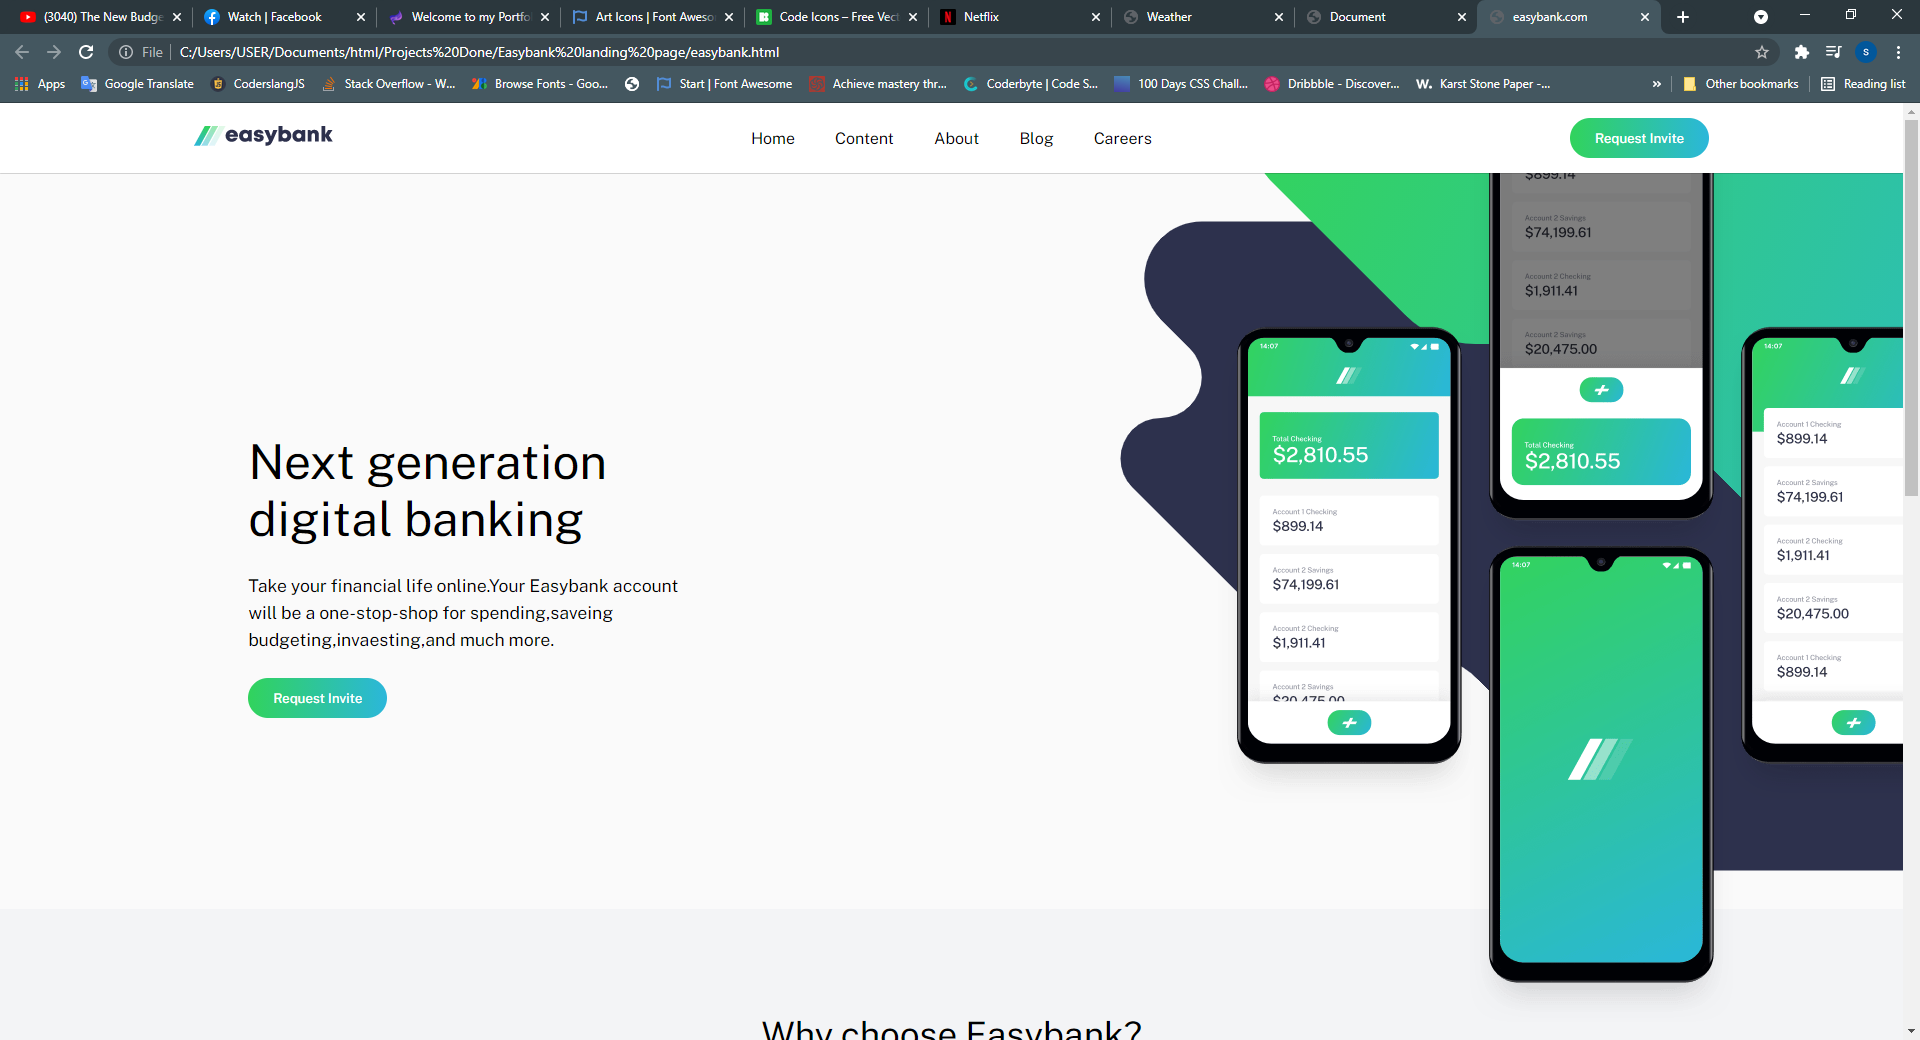 (3040) The New Budge
Watch | Facebook
Welcome to my Portfo
Art Icons | Font Aweso
Code Icons – Free Vect
Netflix
Weather
Document
easybank.com
File
C:/Users/USER/Documents/html/Projects%20Done/Easybank%20landing%20page/easybank.html
S
Apps
Google Translate
CoderslangJS
Stack Overflow - W...
Browse Fonts - Goo...
Start | Font Awesome
Achieve mastery thr...
Coderbyte | Code S...
100 Days CSS Chall...
Dribbble - Discover...
W. Karst Stone Paper -...
»
Other bookmarks
Reading list
easybank
Home
Content
About
Blog
Careers
Request Invite
Next generation
digital banking
Take your financial life online.Your Easybank account
will be a one-stop-shop for spending,saveing
budgeting,invaesting,and much more.
Request Invite
14:07
Total Checking
$2,810.55
Account 1 Checking
$899.14
Account 2 Savings
$74,199.61
Account 2 Checking
$1,911.41
Account 2 Savings
$20,475.00
$899.14
Account 2 Savings
$74,199.61
Account 2 Checking
$1,911.41
Account 2 Savings
$20,475.00
Total Checking
$2,810.55
14:07
14:07
Account 1 Checking
$899.14
Account 2 Savings
$74,199.61
Account 2 Checking
$1,911.41
Account 2 Savings
$20,475.00
Account 1 Checking
$899.14
Why choose Easybank?